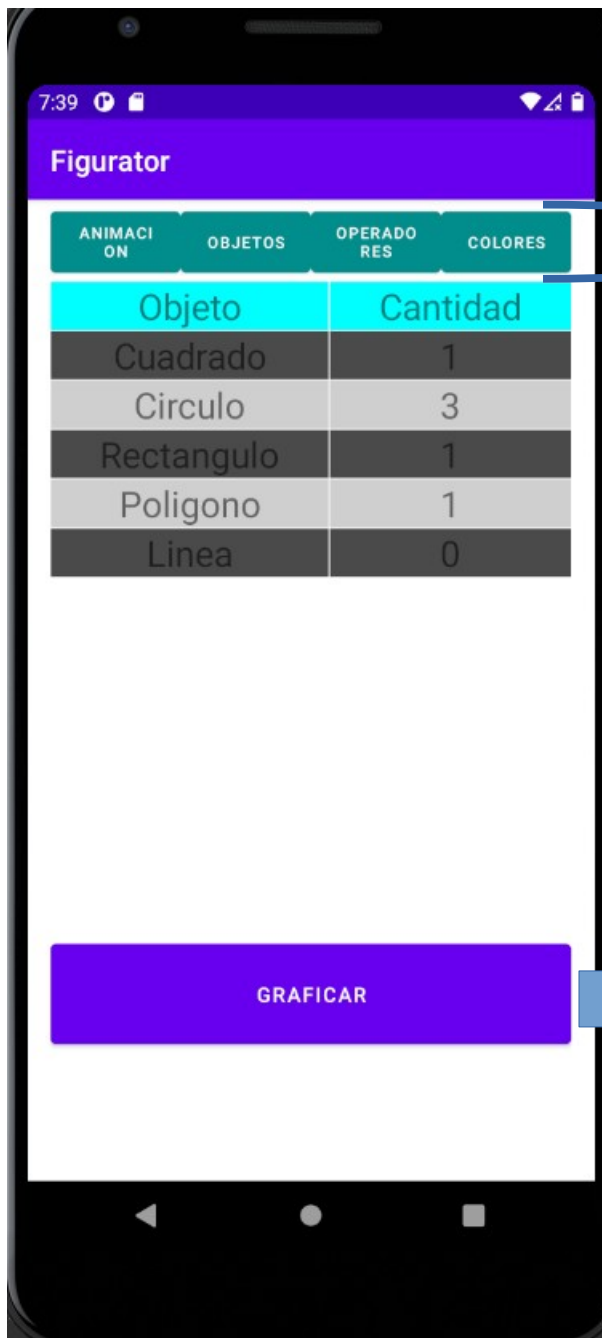 7:39
Figurator
ANIMACI
ON
OBJETOS
OPERADO
RES
COLORES
Objeto Cantidad
Cuadrado 1
Circulo 3
Rectangulo 1
Poligono 1
Linea 0
GRAFICAR